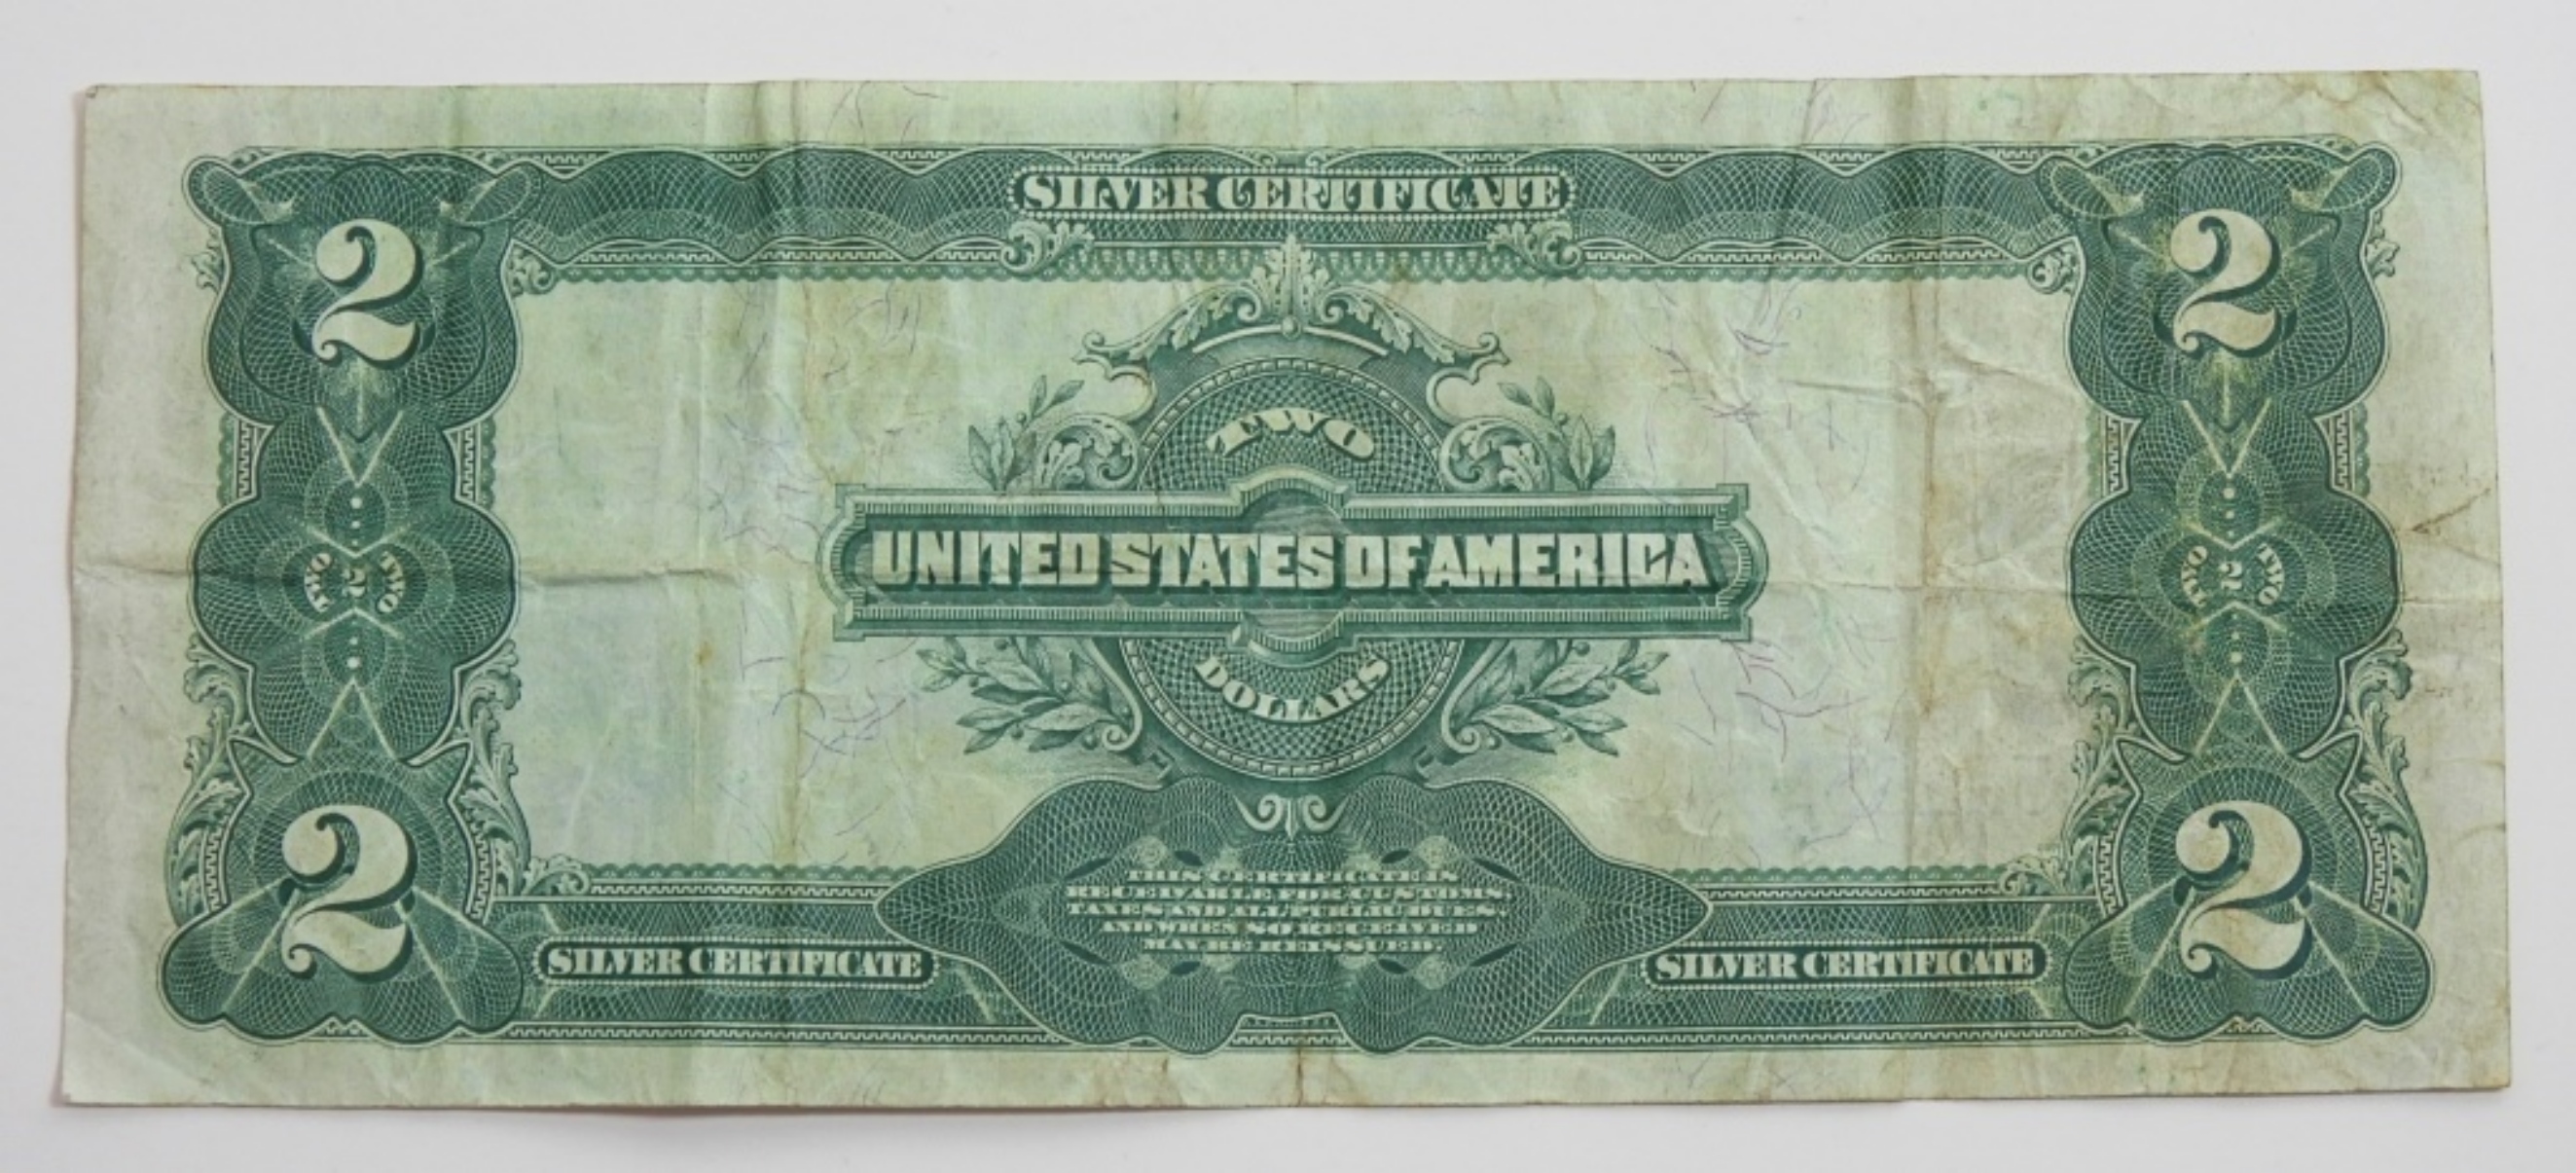 SILVER CERTIFICATE
2 2
TWO
UNITED STATES OF AMERICA
TWO 2 TWO
TWO 2 TWO
DOLLARS
2 2
THIS CERTIFICATE IS
RECEIVABLE FOR CUSTOMS
TAXES AND ALL PUBLIC DUES,
AND WHEN SO RECEIVED
MAY BE REISSUED.
SILVER CERTIFICATE SILVER CERTIFICATE